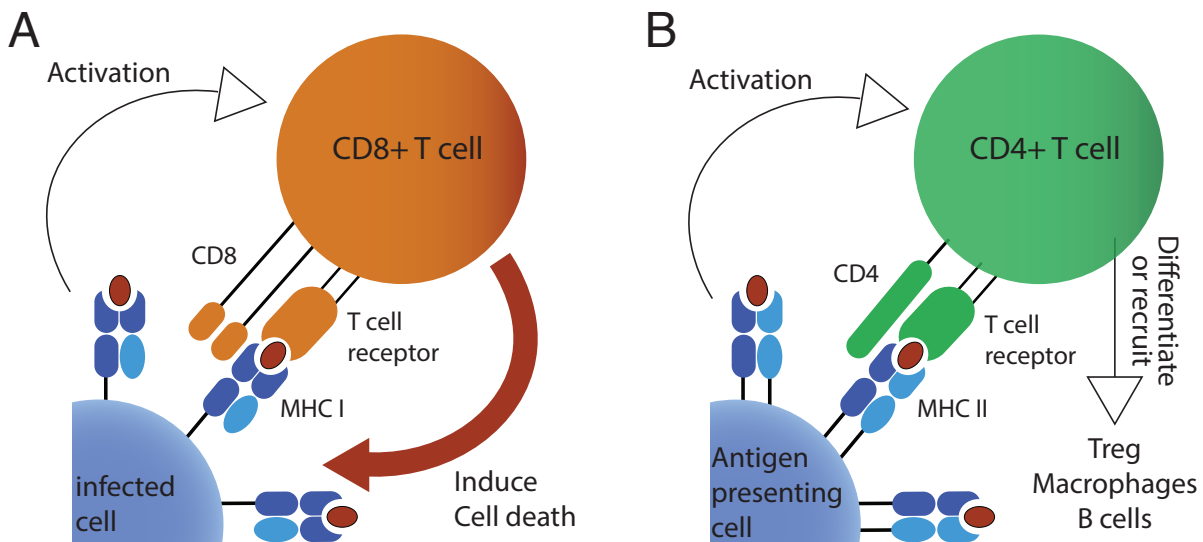 A
Activation
CD8+ T cell
CD8
T cell
receptor
MHC I
infected
cell
Induce
Cell death
B
Activation
CD4+ T cell
CD4
T cell
receptor
MHC II
Differentiate
or recruit
Antigen
presenting
cell
Treg
Macrophages
B cells